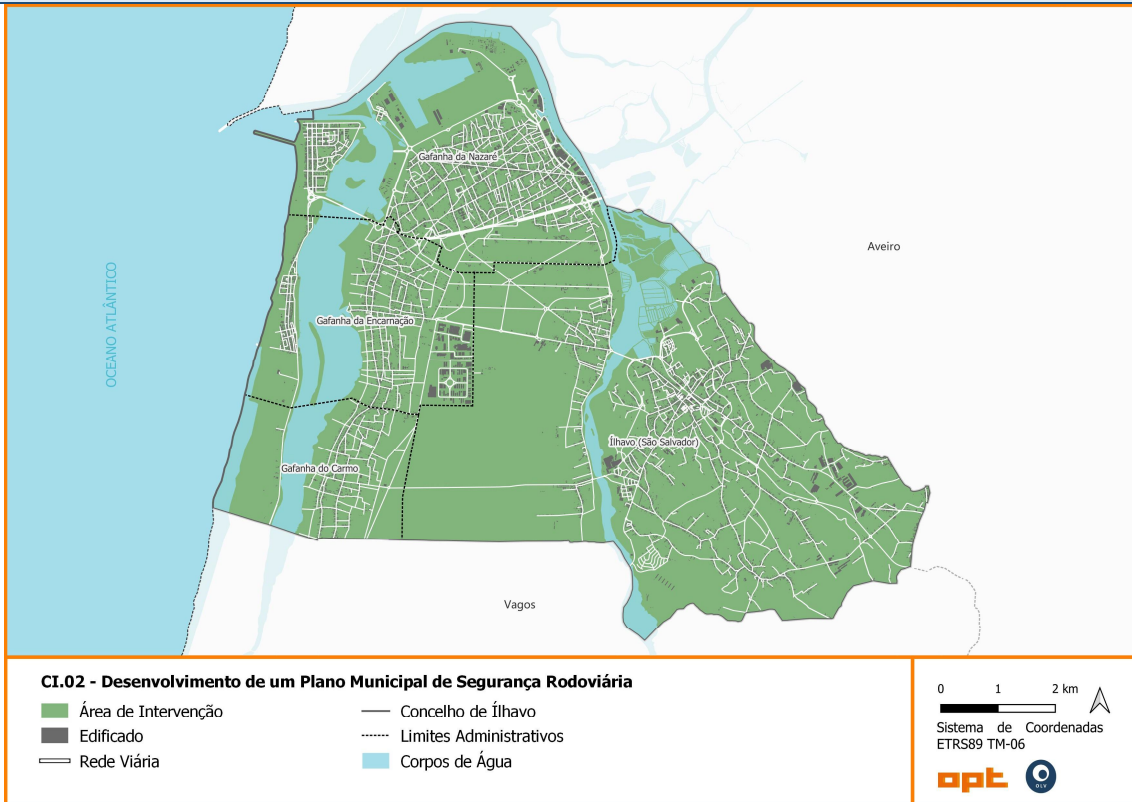 Gafanha da Nazaré
Aveiro
OCEANO ATLÂNTICO
Gafanha da Encarnação
Ílhavo (São Salvador)
Gafanha do Carmo
Vagos
CI.02 - Desenvolvimento de um Plano Municipal de Segurança Rodoviária
Área de Intervenção
Edificado
Rede Viária
Concelho de Ílhavo
Limites Administrativos
Corpos de Água
0 1 2 km
Sistema de Coordenadas
ETRS89 TM-06
opt
OLV